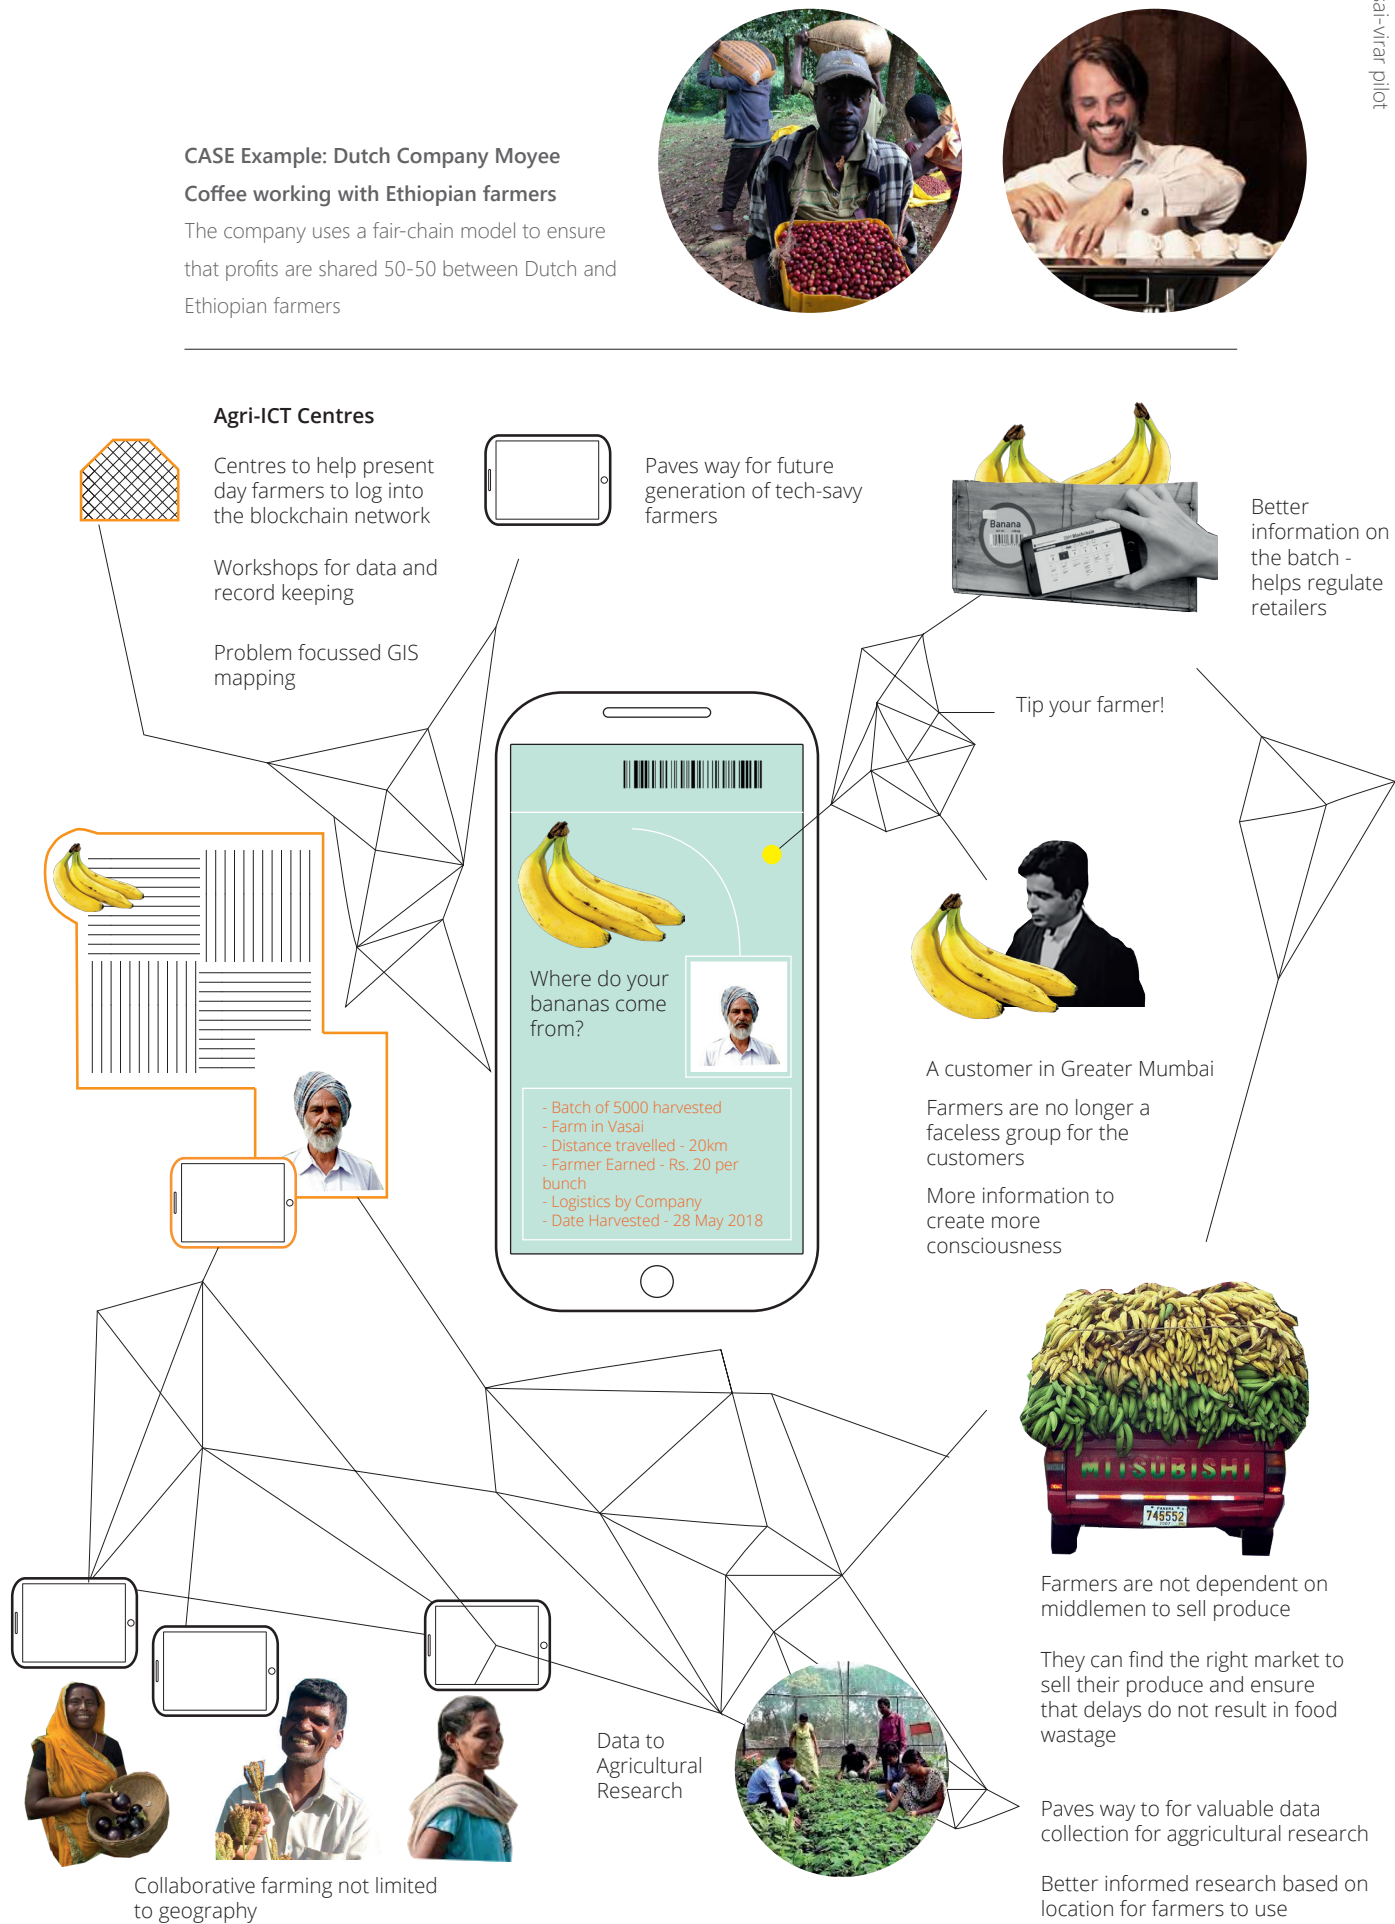 sai-virar pilot
CASE Example: Dutch Company Moyee
Coffee working with Ethiopian farmers
The company uses a fair-chain model to ensure
that profits are shared 50-50 between Dutch and
Ethiopian farmers
Agri-ICT Centres
Centres to help present
day farmers to log into
the blockchain network
Workshops for data and
record keeping
Problem focussed GIS
mapping
Paves way for future
generation of tech-savy
farmers
Banana
Blockchain
Better
information on
the batch -
helps regulate
retailers
Tip your farmer!
Where do your
bananas come
from?
- Batch of 5000 harvested
- Farm in Vasai
- Distance travelled - 20km
- Farmer Earned - Rs. 20 per
bunch
- Logistics by Company
- Date Harvested - 28 May 2018
A customer in Greater Mumbai
Farmers are no longer a
faceless group for the
customers
More information to
create more
consciousness
MITSUBISHI
PANAMA
745552
Farmers are not dependent on
middlemen to sell produce
They can find the right market to
sell their produce and ensure
that delays do not result in food
wastage
Data to
Agricultural
Research
Paves way to for valuable data
collection for aggricultural research
Better informed research based on
location for farmers to use
Collaborative farming not limited
to geography